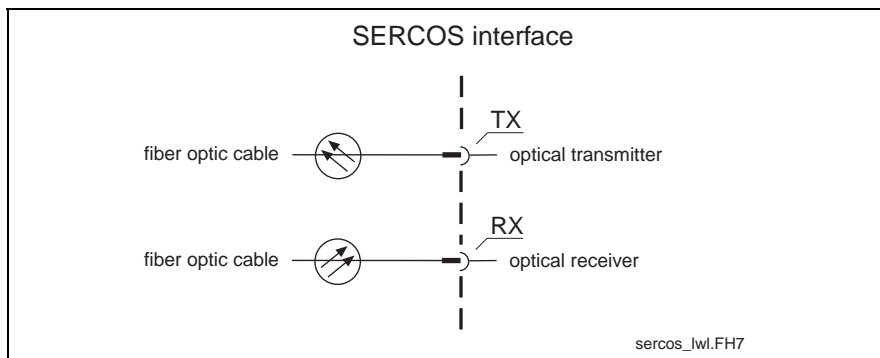 SERCOS interface
TX
fiber optic cable
optical transmitter
RX
fiber optic cable
optical receiver
sercos_lwl.FH7